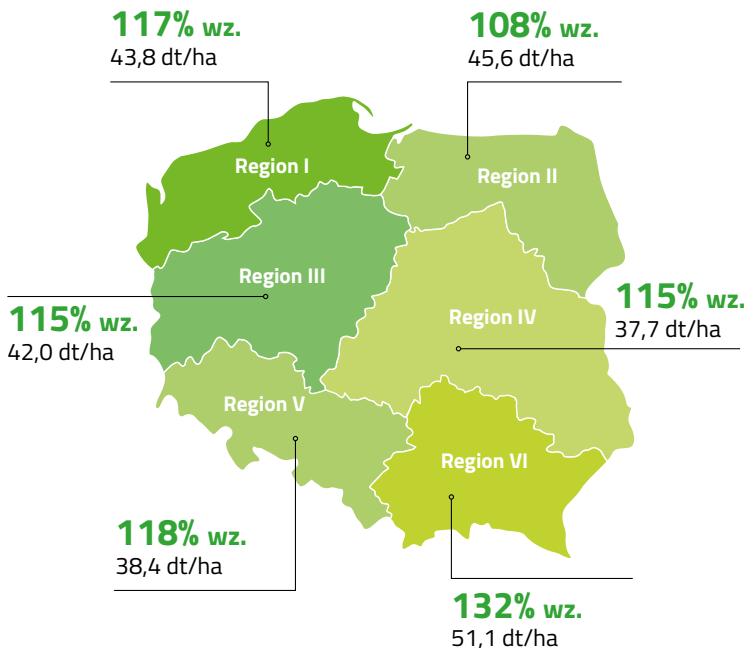 117% wz.
43,8 dt/ha
108% wz.
45,6 dt/ha
Region I
Region II
Region III
115% wz.
42,0 dt/ha
Region IV
115% wz.
37,7 dt/ha
Region V
Region VI
118% wz.
38,4 dt/ha
132% wz.
51,1 dt/ha